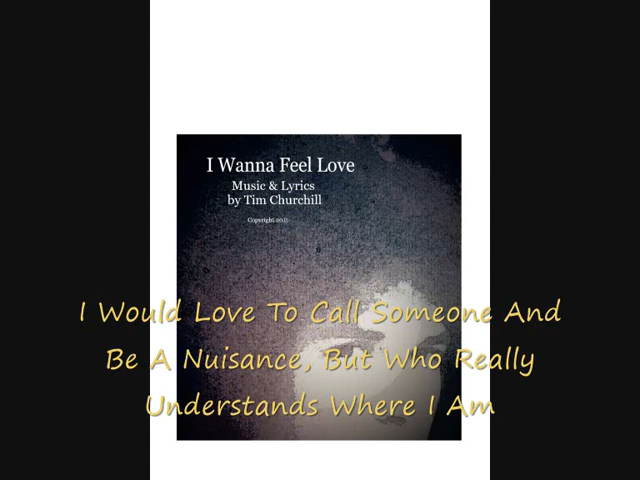 I Wanna Feel Love
Music & Lyrics
by Tim Churchill
Copyright 2013
I Would Love To Call Someone And
Be A Nuisance, But Who Really
Understands Where I Am